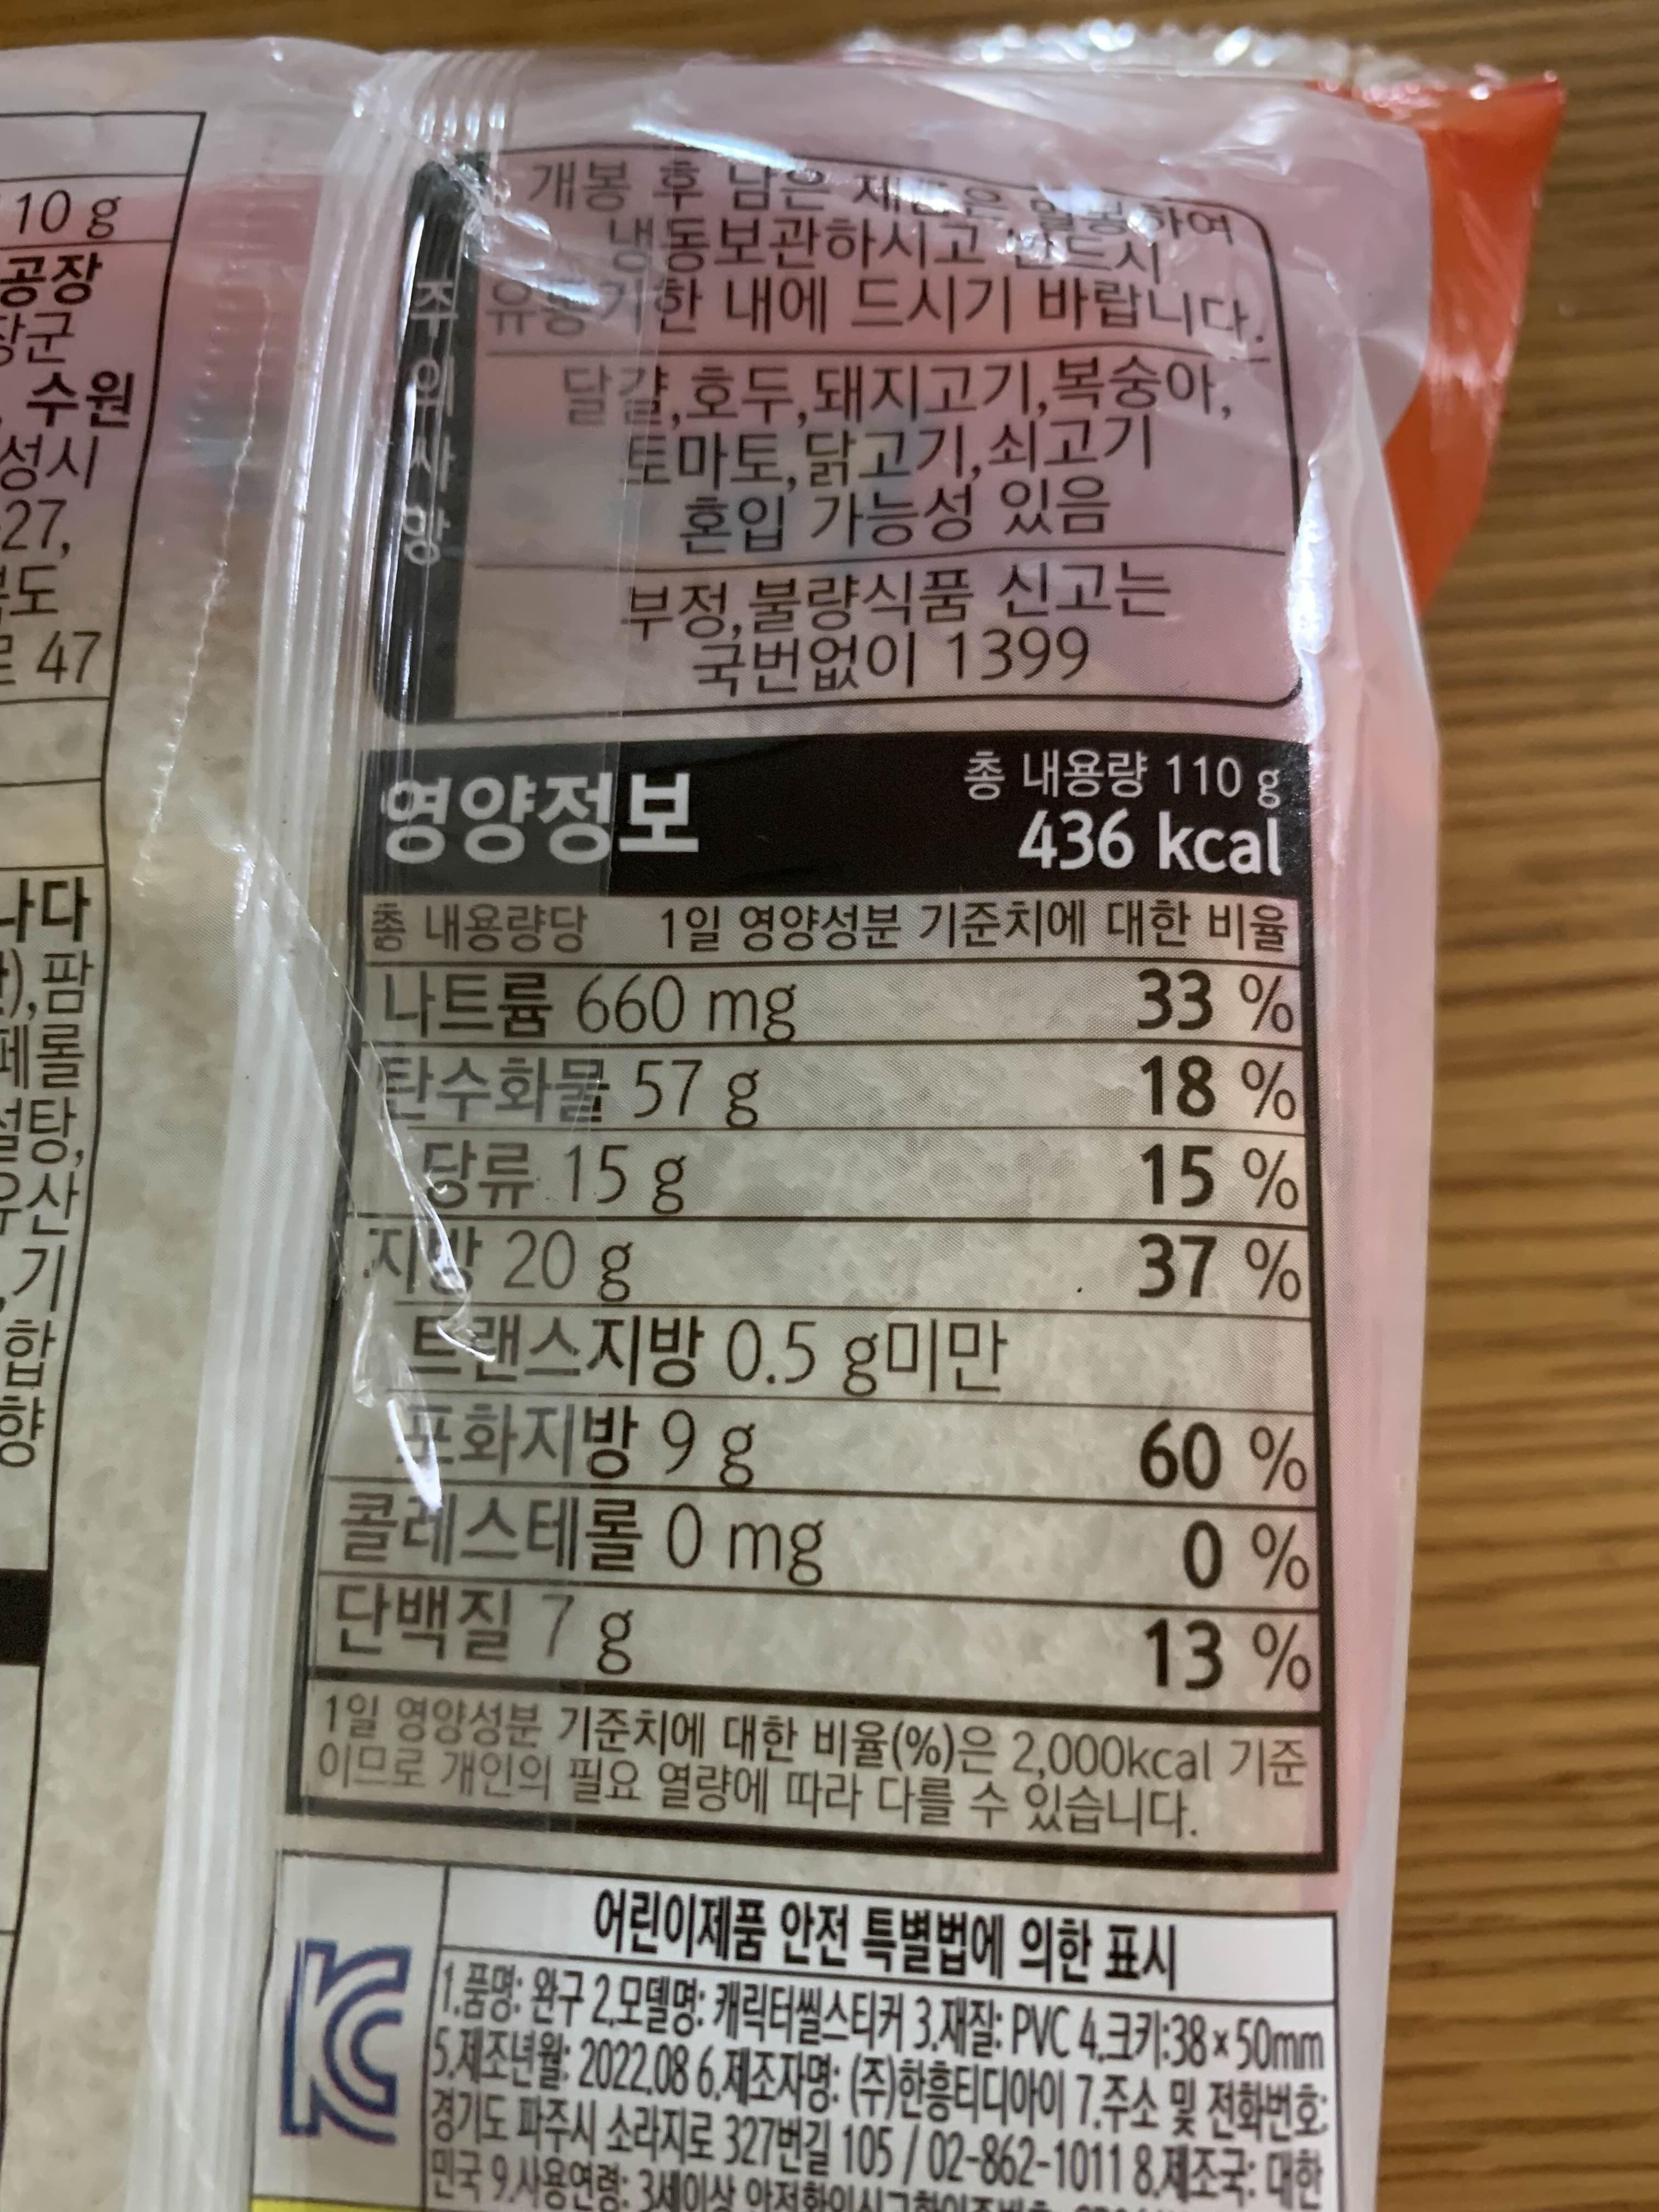 10 g
공장
장군
, 수원
성시
-27,
도
47
나다
, 팜
페롤
설탕,
우산
, 기
합
향
주의사항
개봉 후 남은 제품은 밀봉하여
냉동보관하시고 반드시
유통기한 내에 드시기 바랍니다.
달걀,호두,돼지고기,복숭아,
토마토,닭고기,쇠고기
혼입 가능성 있음
부정,불량식품 신고는
국번없이 1399
영양정보
총 내용량 110 g
436 kcal
총 내용량당 1일 영양성분 기준치에 대한 비율
나트륨 660 mg 33 %
탄수화물 57 g 18 %
당류 15 g 15 %
지방 20 g 37 %
트랜스지방 0.5 g미만
포화지방 9 g 60 %
콜레스테롤 0 mg 0 %
단백질 7 g 13 %
1일 영양성분 기준치에 대한 비율(%)은 2,000kcal 기준
이므로 개인의 필요 열량에 따라 다를 수 있습니다.
어린이제품 안전 특별법에 의한 표시
1.품명: 완구 2.모델명: 캐릭터씰스티커 3.재질: PVC 4.크키:38×50mm
5.제조년월: 2022.08 6.제조자명: (주)한흥티디아이 7.주소 및 전화번호:
경기도 파주시 소라지로 327번길 105 / 02-862-1011 8.제조국: 대한
민국 9.사용연령: 3세이상